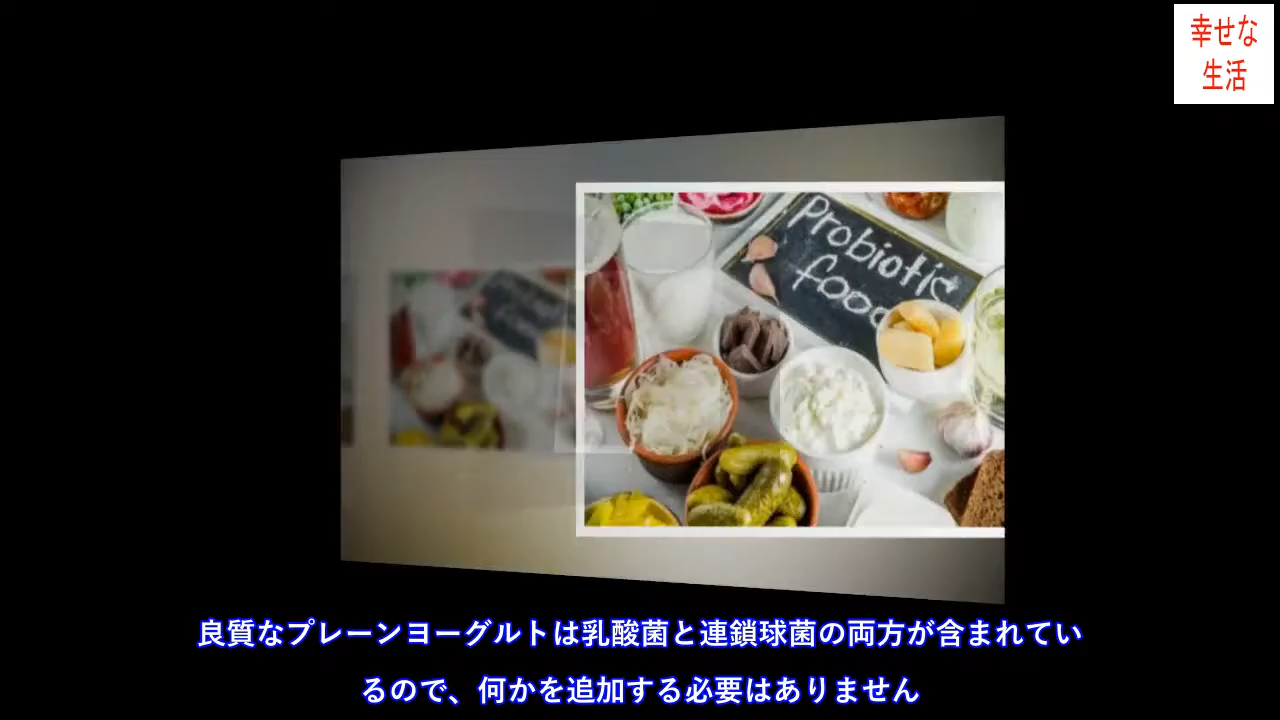 幸せな
生活
Probiotic
food
良質なプレーンヨーグルトは乳酸菌と連鎖球菌の両方が含まれてい
るので、何かを追加する必要はありません